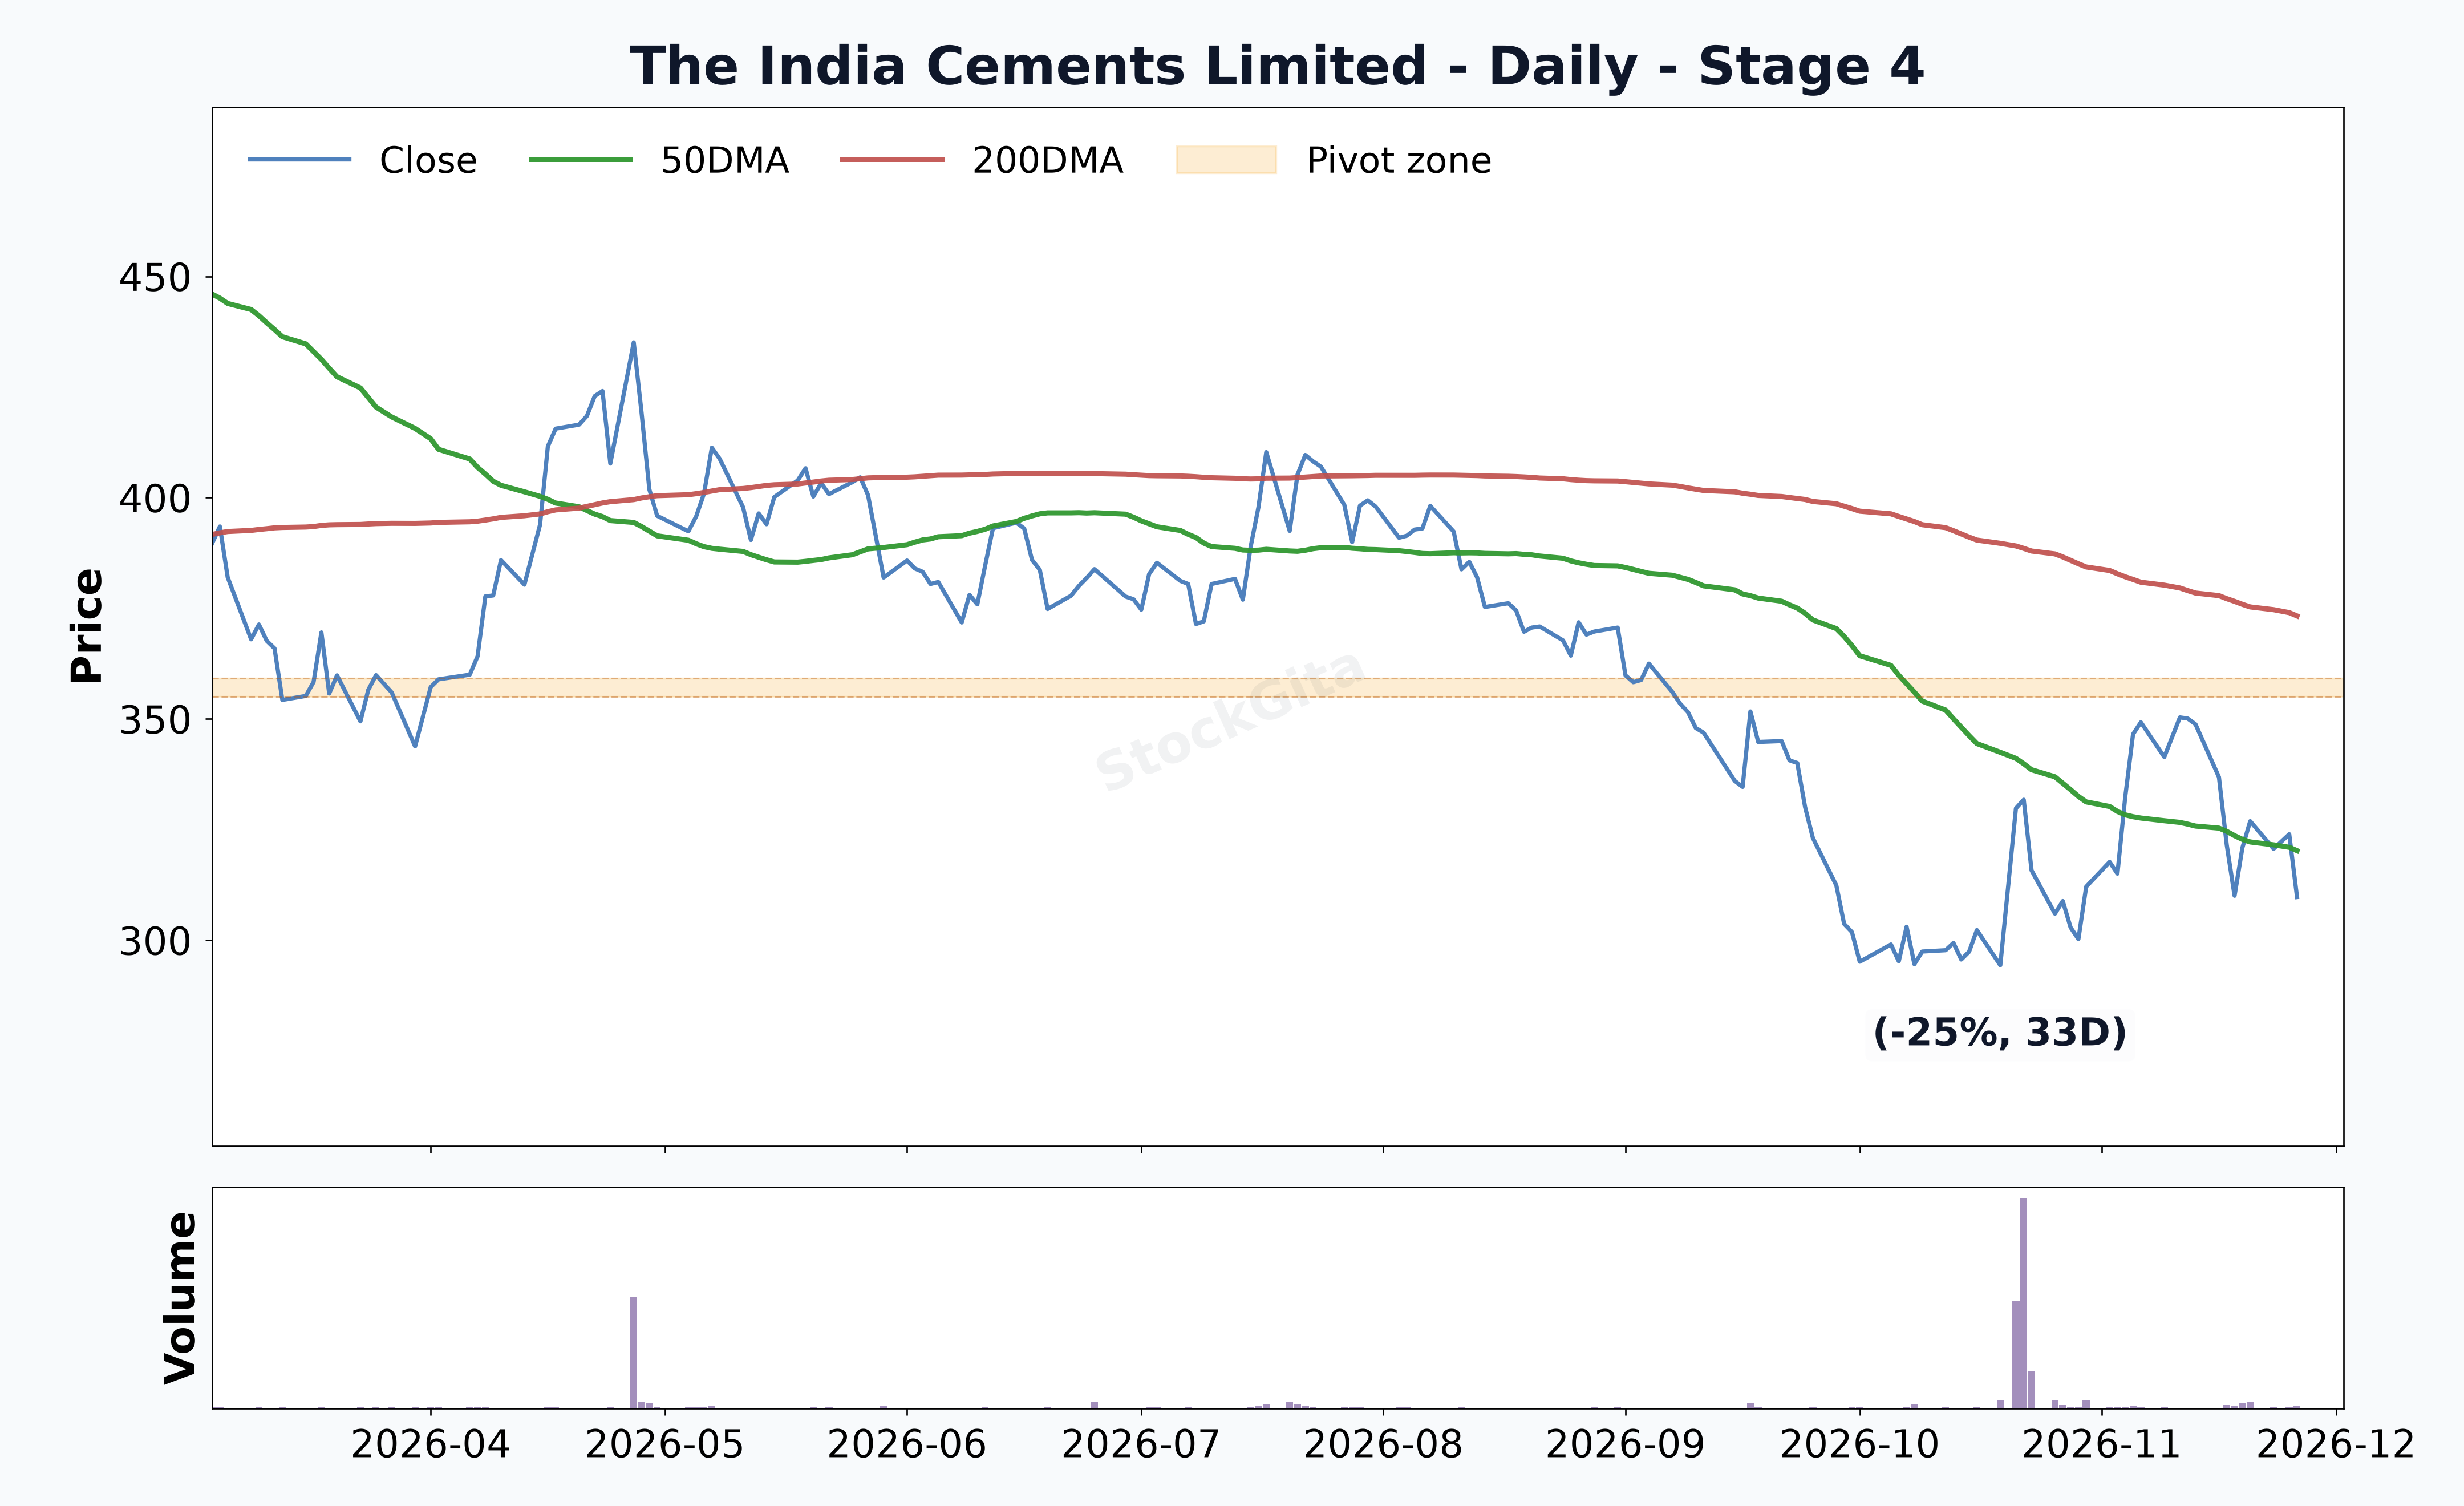 The India Cements Limited - Daily - Stage 4
Close 50DMA 200DMA Pivot zone
450
400
350
300
Price
StockGita
(-25%, 33D)
Volume
2026-04 2026-05 2026-06 2026-07 2026-08 2026-09 2026-10 2026-11 2026-12